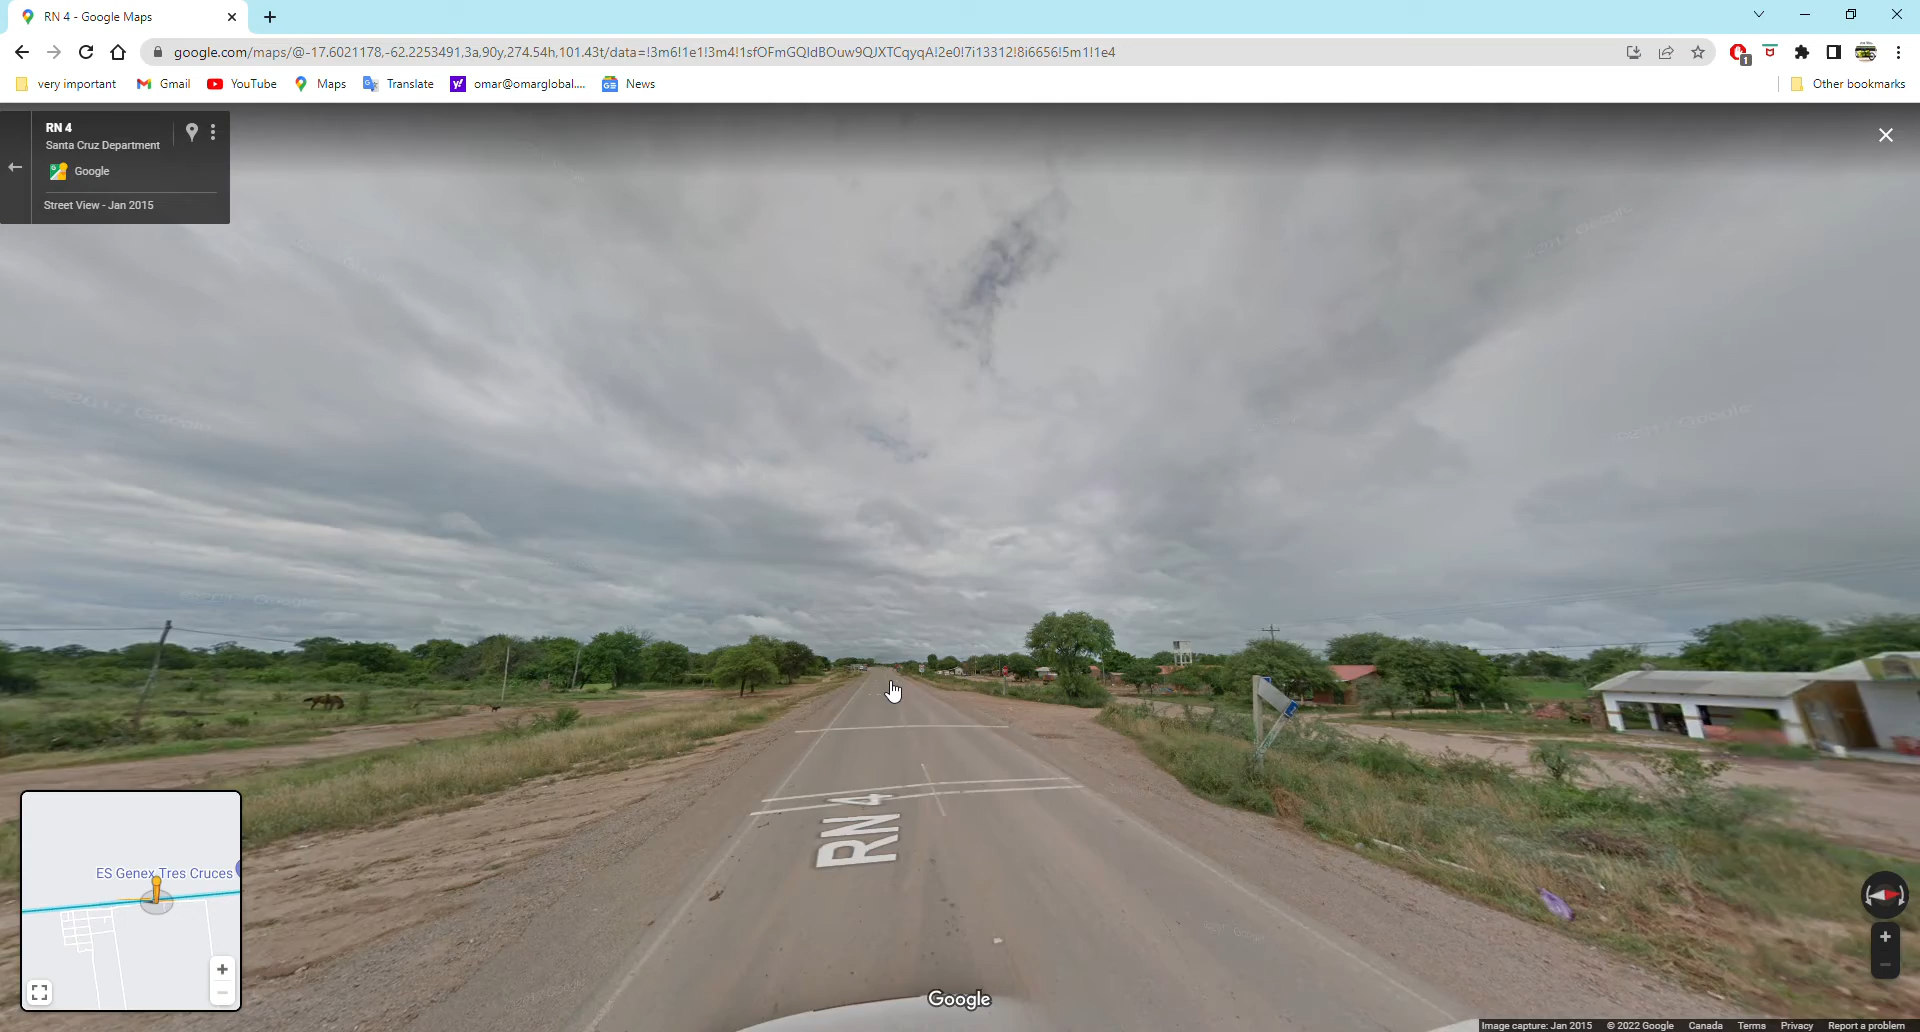 RN 4 - Google Maps
google.com/maps/@-17.6021178,-62.2253491,3a,90y,274.54h,101.43t/data=!3m6!1e1!3m4!1sfOFmGQIdBOuw9QJXTCqyqA!2e0!7i13312!8i6656!5m1!1e4
1
very important
Gmail
YouTube
Maps
Translate
omar@omarglobal....
News
Other bookmarks
RN 4
Santa Cruz Department
Google
Street View - Jan 2015
RN 4
ES Genex Tres Cruces
Google
Image capture: Jan 2015 © 2022 Google Canada Terms Privacy Report a problem